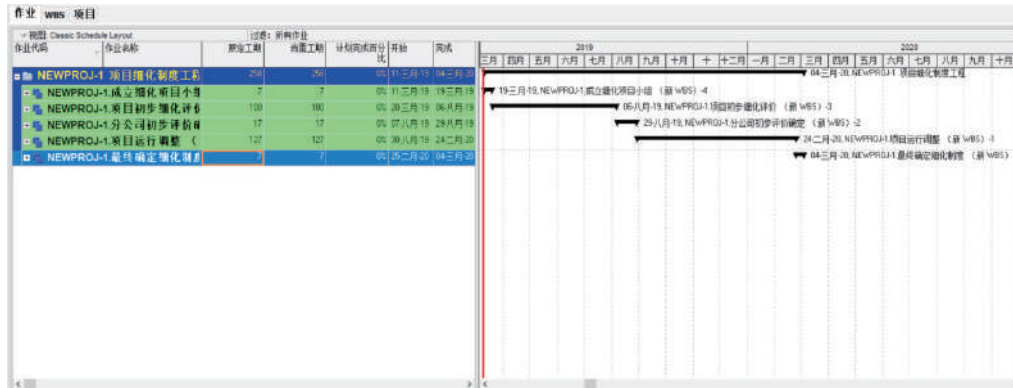 作业 WBS 项目
视图: Classic Schedule Layout 过滤: 所有作业
作业代码 作业名称 原定工期 尚需工期 计划完成百分比 开始 完成
2019 2020
三月 四月 五月 六月 七月 八月 九月 十月 十 十二月 一月 二月 三月 四月 五月 六月 七月 八月 九月 十月
NEWPROJ-1 项目细化制度工程 256 256 0% 11-三月-19 04-三月-20
04-三月-20, NEWPROJ-1 项目细化制度工程
NEWPROJ-1.成立细化项目小组 7 7 0% 11-三月-19 19-三月-19
19-三月-19, NEWPROJ-1.成立细化项目小组 (新 WBS) -4
NEWPROJ-1.项目初步细化评价 100 100 0% 20-三月-19 06-八月-19
06-八月-19, NEWPROJ-1.项目初步细化评价 (新 WBS) -3
NEWPROJ-1.分公司初步评价确 17 17 0% 07-八月-19 29-八月-19
29-八月-19, NEWPROJ-1.分公司初步评价确定 (新 WBS) -2
NEWPROJ-1.项目运行调整 ( 127 127 0% 30-八月-19 24-二月-20
24-二月-20, NEWPROJ-1.项目运行调整 (新 WBS) -1
NEWPROJ-1.最终确定细化制度 7 7 0% 25-二月-20 04-三月-20
04-三月-20, NEWPROJ-1.最终确定细化制度 (新 WBS)